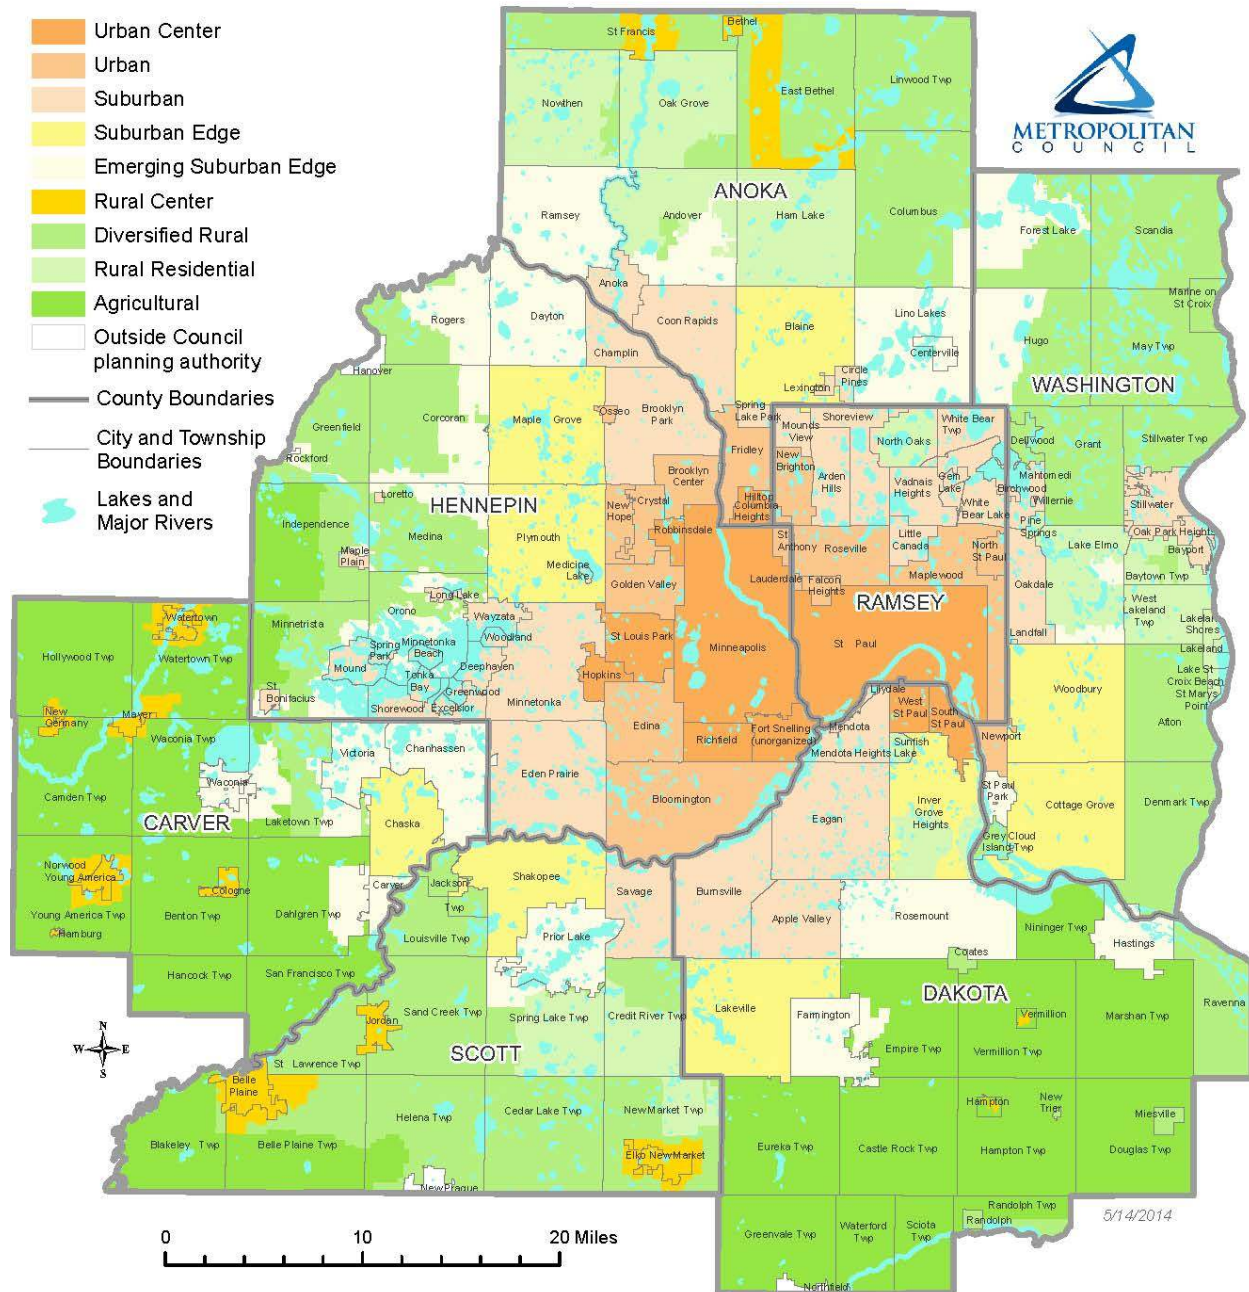 Urban Center
Urban
Suburban
Suburban Edge
Emerging Suburban Edge
Rural Center
Diversified Rural
Rural Residential
Agricultural
Outside Council
planning authority
County Boundaries
City and Township
Boundaries
Lakes and
Major Rivers
METROPOLITAN
COUNCIL
St Francis
Bethel
Nowthen
Oak Grove
East Bethel
Linwood Twp
ANOKA
Ramsey
Andover
Ham Lake
Columbus
Forest Lake
Scandia
Marine on
St Croix
Anoka
Rogers
Dayton
Coon Rapids
Champlin
Blaine
Lino Lakes
Centerville
Hugo
May Twp
WASHINGTON
Hanover
Circle
Pines
Lexington
Corcoran
Maple Grove
Osseo
Brooklyn
Park
Spring
Lake Park
Mounds
View
Shoreview
White Bear
Twp
Greenfield
Rockford
Fridley
North Oaks
Dellwood
Grant
Stillwater Twp
New
Brighton
Arden
Hills
Vadnais
Heights
Gem
Lake
Mahtomedi
Birchwood
Willernie
Brooklyn
Center
Loretto
HENNEPIN
New
Hope
Crystal
Hilltop
Columbia
Heights
White
Bear Lake
Stillwater
Independence
Medina
Plymouth
Robbinsdale
St
Anthony
Roseville
Little
Canada
North
St Paul
Pine
Springs
Lake Elmo
Oak Park Heights
Bayport
Maple
Plain
Medicine
Lake
Golden Valley
Lauderdale
Falcon
Heights
Maplewood
Oakdale
Baytown Twp
RAMSEY
Long Lake
Orono
Wayzata
Woodland
West
Lakeland
Twp
Lakeland
Shores
Lakeland
Watertown
Hollywood Twp
Watertown Twp
Minnetrista
Spring
Park
Minnetonka
Beach
Mound
Tonka
Bay
Deephaven
Greenwood
Shorewood
Excelsior
Minnetonka
St Louis Park
Hopkins
Minneapolis
St Paul
Landfall
Woodbury
Lake St
Croix Beach
St Marys
Point
Afton
St
Bonifacius
New
Germany
Mayer
Waconia Twp
Victoria
Chanhassen
Edina
Richfield
Fort Snelling
(unorganized)
Lilydale
West
St Paul
South
St Paul
Mendota
Mendota Heights
Sunfish
Lake
Newport
Camden Twp
Waconia
Laketown Twp
CARVER
Chaska
Eden Prairie
Bloomington
Eagan
Inver
Grove
Heights
St Paul
Park
Cottage Grove
Grey Cloud
Island Twp
Denmark Twp
Norwood
Young America
Cologne
Carver
Jackson
Twp
Shakopee
Savage
Burnsville
Apple Valley
Rosemount
Young America Twp
Benton Twp
Dahlgren Twp
Hamburg
Louisville Twp
Prior Lake
Nininger Twp
Hastings
Coates
Hancock Twp
San Francisco Twp
DAKOTA
Ravenna
Jordan
Sand Creek Twp
Spring Lake Twp
Credit River Twp
Lakeville
Farmington
Vermillion
Marshan Twp
Empire Twp
Vermillion Twp
SCOTT
St Lawrence Twp
Belle
Plaine
Helena Twp
Cedar Lake Twp
New Market Twp
Hampton
New
Trier
Miesville
Blakeley Twp
Belle Plaine Twp
Elko New Market
Eureka Twp
Castle Rock Twp
Hampton Twp
Douglas Twp
New Prague
Randolph Twp
Randolph
Greenvale Twp
Waterford
Twp
Sciota
Twp
Northfield
5/14/2014
N
W E
S
0 10 20 Miles